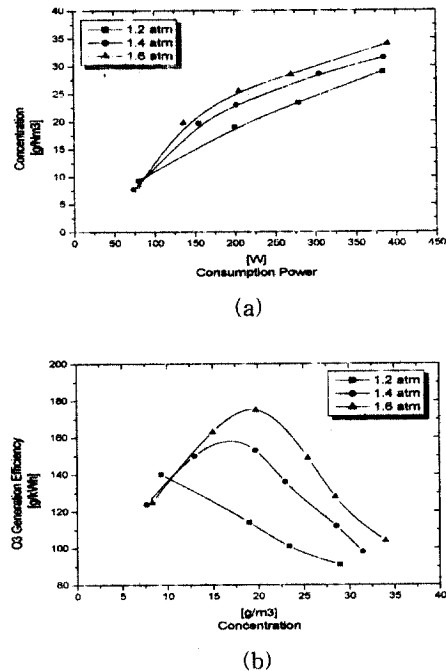 40
35
30
25
20
15
10
5
0
Concentration
[g/Nm3]
1.2 atm
1.4 atm
1.6 atm
0 50 100 150 200 250 300 350 400 450
[W]
Consumption Power
(a)
200
180
160
140
120
100
80
O3 Generation Efficiency
[g/kWh]
1.2 atm
1.4 atm
1.6 atm
0 5 10 15 20 25 30 35 40
[g/m3]
Concentration
(b)